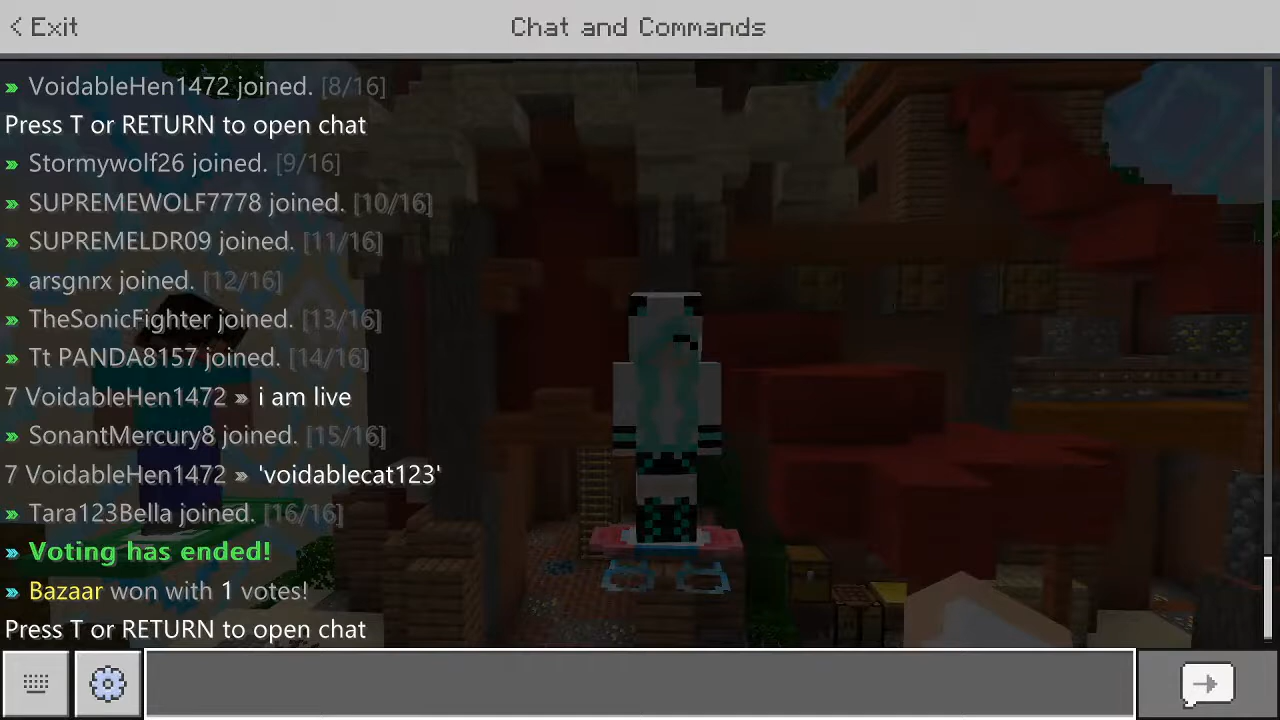 < Exit
Chat and Commands
» VoidableHen1472 joined. [8/16]
Press T or RETURN to open chat
» Stormywolf26 joined. [9/16]
» SUPREMEWOLF7778 joined. [10/16]
» SUPREMELDR09 joined. [11/16]
» arsgnrx joined. [12/16]
» TheSonicFighter joined. [13/16]
» Tt PANDA8157 joined. [14/16]
7 VoidableHen1472 » i am live
» SonantMercury8 joined. [15/16]
7 VoidableHen1472 » 'voidablecat123'
» Tara123Bella joined. [16/16]
» Voting has ended!
» Bazaar won with 1 votes!
Press T or RETURN to open chat